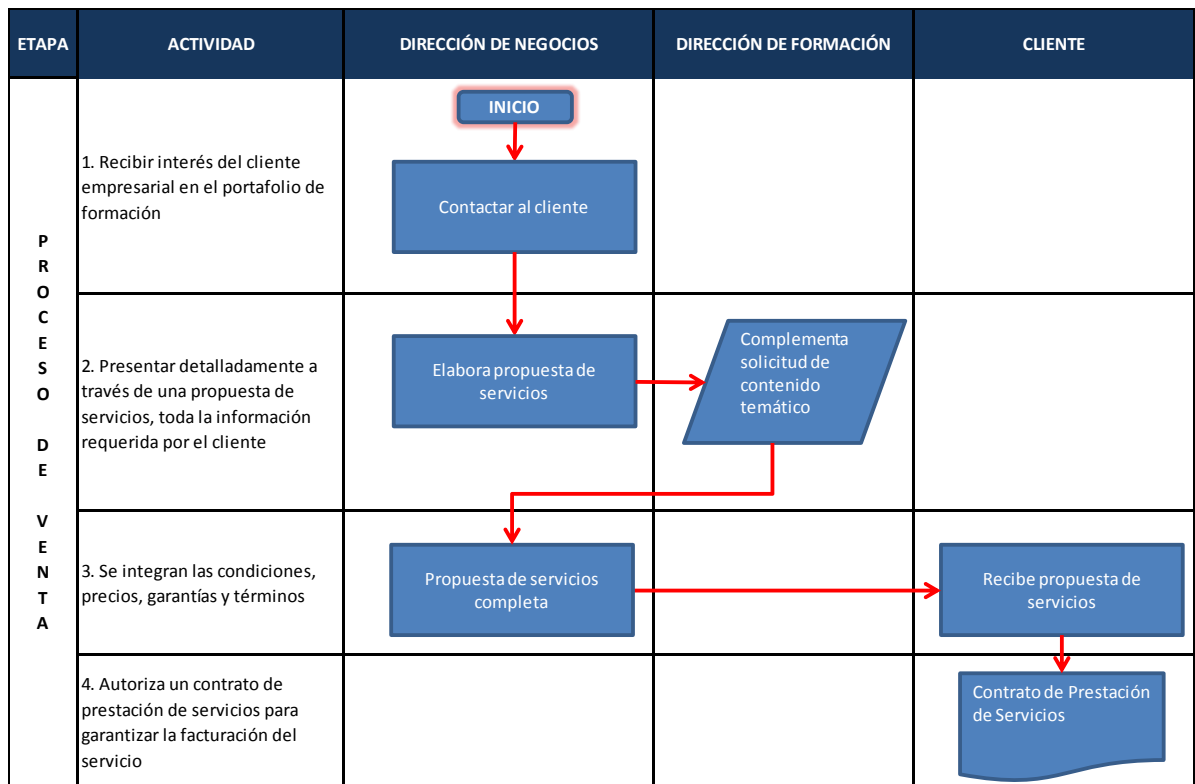 ETAPA
ACTIVIDAD
DIRECCIÓN DE NEGOCIOS
DIRECCIÓN DE FORMACIÓN
CLIENTE
PROCESO DE VENTA
1. Recibir interés del cliente
empresarial en el portafolio de
formación
INICIO
Contactar al cliente
2. Presentar detalladamente a
través de una propuesta de
servicios, toda la información
requerida por el cliente
Elabora propuesta de
servicios
Complementa
solicitud de
contenido
temático
3. Se integran las condiciones,
precios, garantías y términos
Propuesta de servicios
completa
Recibe propuesta de
servicios
4. Autoriza un contrato de
prestación de servicios para
garantizar la facturación del
servicio
Contrato de Prestación
de Servicios